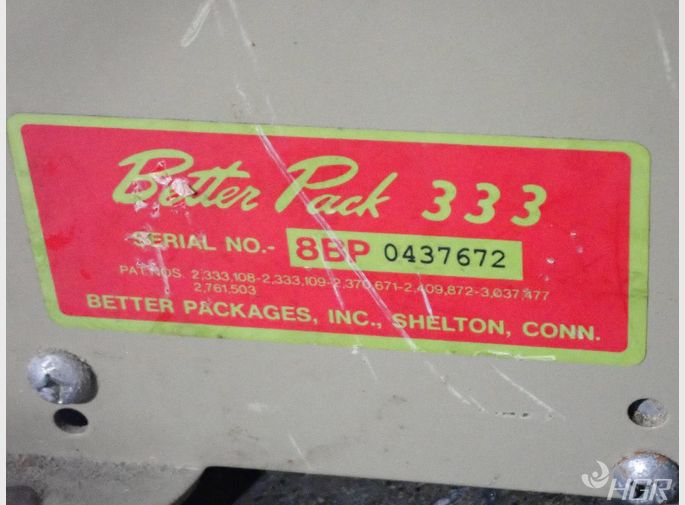 Better Pack 333
SERIAL NO.- 8BP 0437672
PAT.NOS. 2,333,108-2,333,109-2,370,671-2,409,872-3,037,477
2,761,503
BETTER PACKAGES, INC., SHELTON, CONN.
HGR